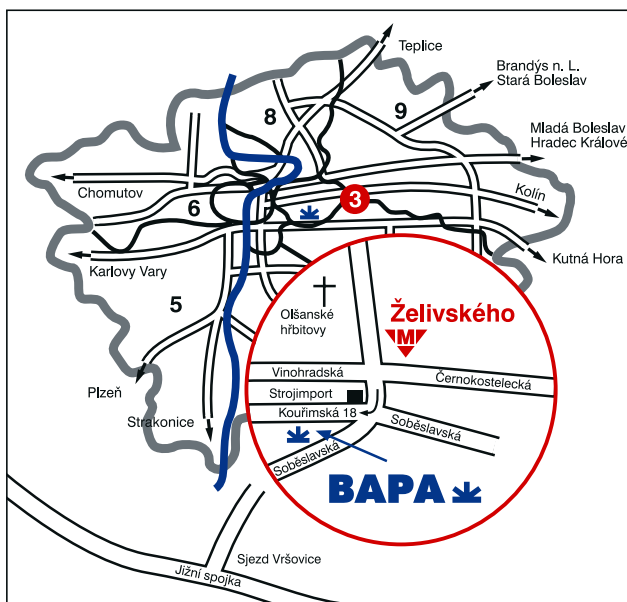 Teplice
Brandýs n. L.
Stará Boleslav
8
9
Mladá Boleslav
Hradec Králové
Chomutov
6
3
Kolín
Karlovy Vary
Kutná Hora
5
Olšanské
hřbitovy
Želivského
M
Vinohradská
Černokostelecká
Plzeň
Strojimport
Kouřimská 18
Strakonice
Soběslavská
Soběslavská
BAPA
Sjezd Vršovice
Jižní spojka